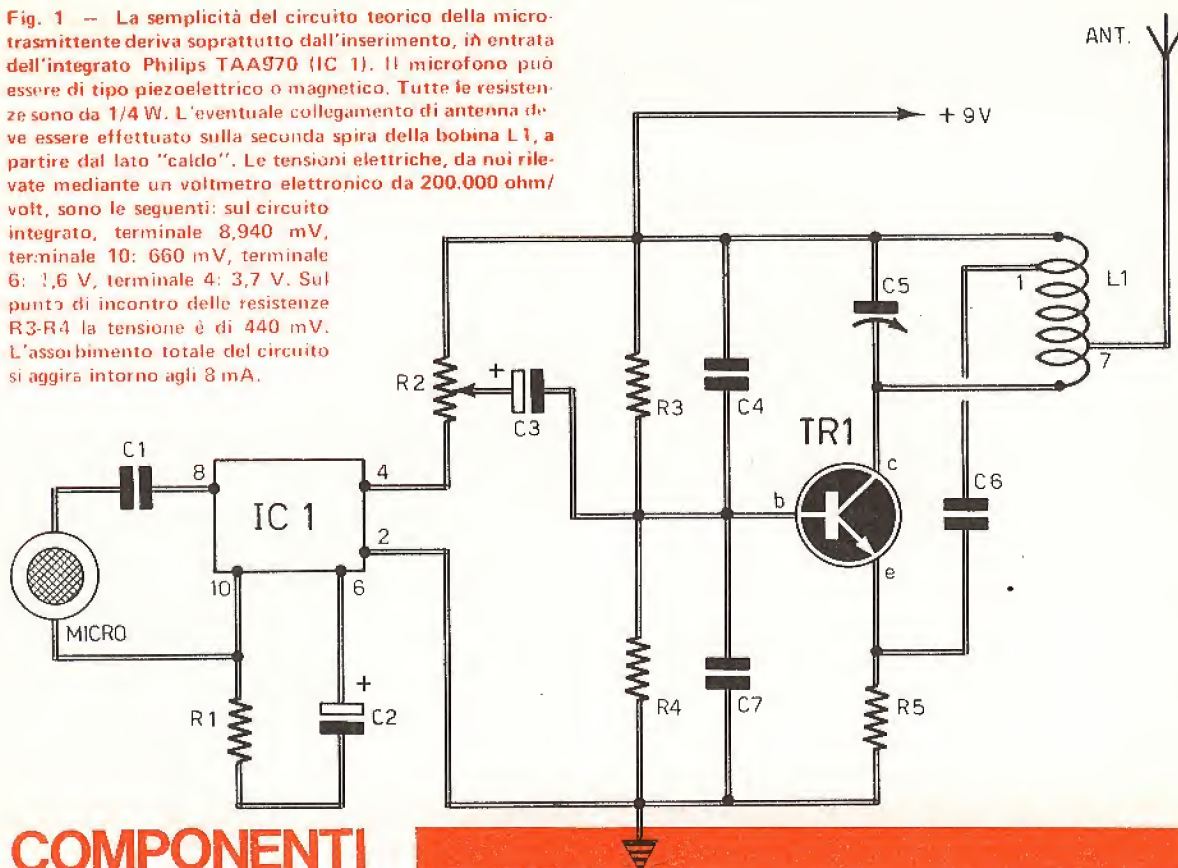 Fig. 1 — La semplicità del circuito teorico della micro-
trasmittente deriva soprattutto dall'inserimento, in entrata
dell'integrato Philips TAA970 (IC 1). Il microfono può
essere di tipo piezoelettrico o magnetico. Tutte le resisten-
ze sono da 1/4 W. L'eventuale collegamento di antenna de-
ve essere effettuato sulla seconda spira della bobina L1, a
partire dal lato "caldo". Le tensioni elettriche, da noi rile-
vate mediante un voltmetro elettronico da 200.000 ohm/
volt, sono le seguenti: sul circuito
integrato, terminale 8,940 mV,
terminale 10: 660 mV, terminale
6: ,6 V, terminale 4: 3,7 V. Sul
punto di incontro delle resistenze
R3-R4 la tensione è di 440 mV.
L'assorbimento totale del circuito
si aggira intorno agli 8 mA.
ANT.
+ 9V
C5
1
L1
7
R2
+
C3
R3
C4
TR1
C1
8
4
IC 1
2
10
6
b
c
e
C6
MICRO
R1
+
C2
R4
C7
R5
COMPONENTI